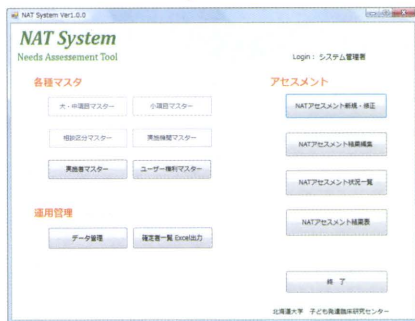 NAT System Ver1.0.0
NAT System
Needs Assessement Tool
Login： システム管理者
各種マスタ
大・中項目マスター
小項目マスター
相談区分マスター
実施機関マスター
実施者マスター
ユーザー権利マスター
運用管理
データ管理
確定者一覧 Excel出力
アセスメント
NATアセスメント新規・修正
NATアセスメント結果編集
NATアセスメント状況一覧
NATアセスメント結果表
終 了
北海道大学 子ども発達臨床研究センター